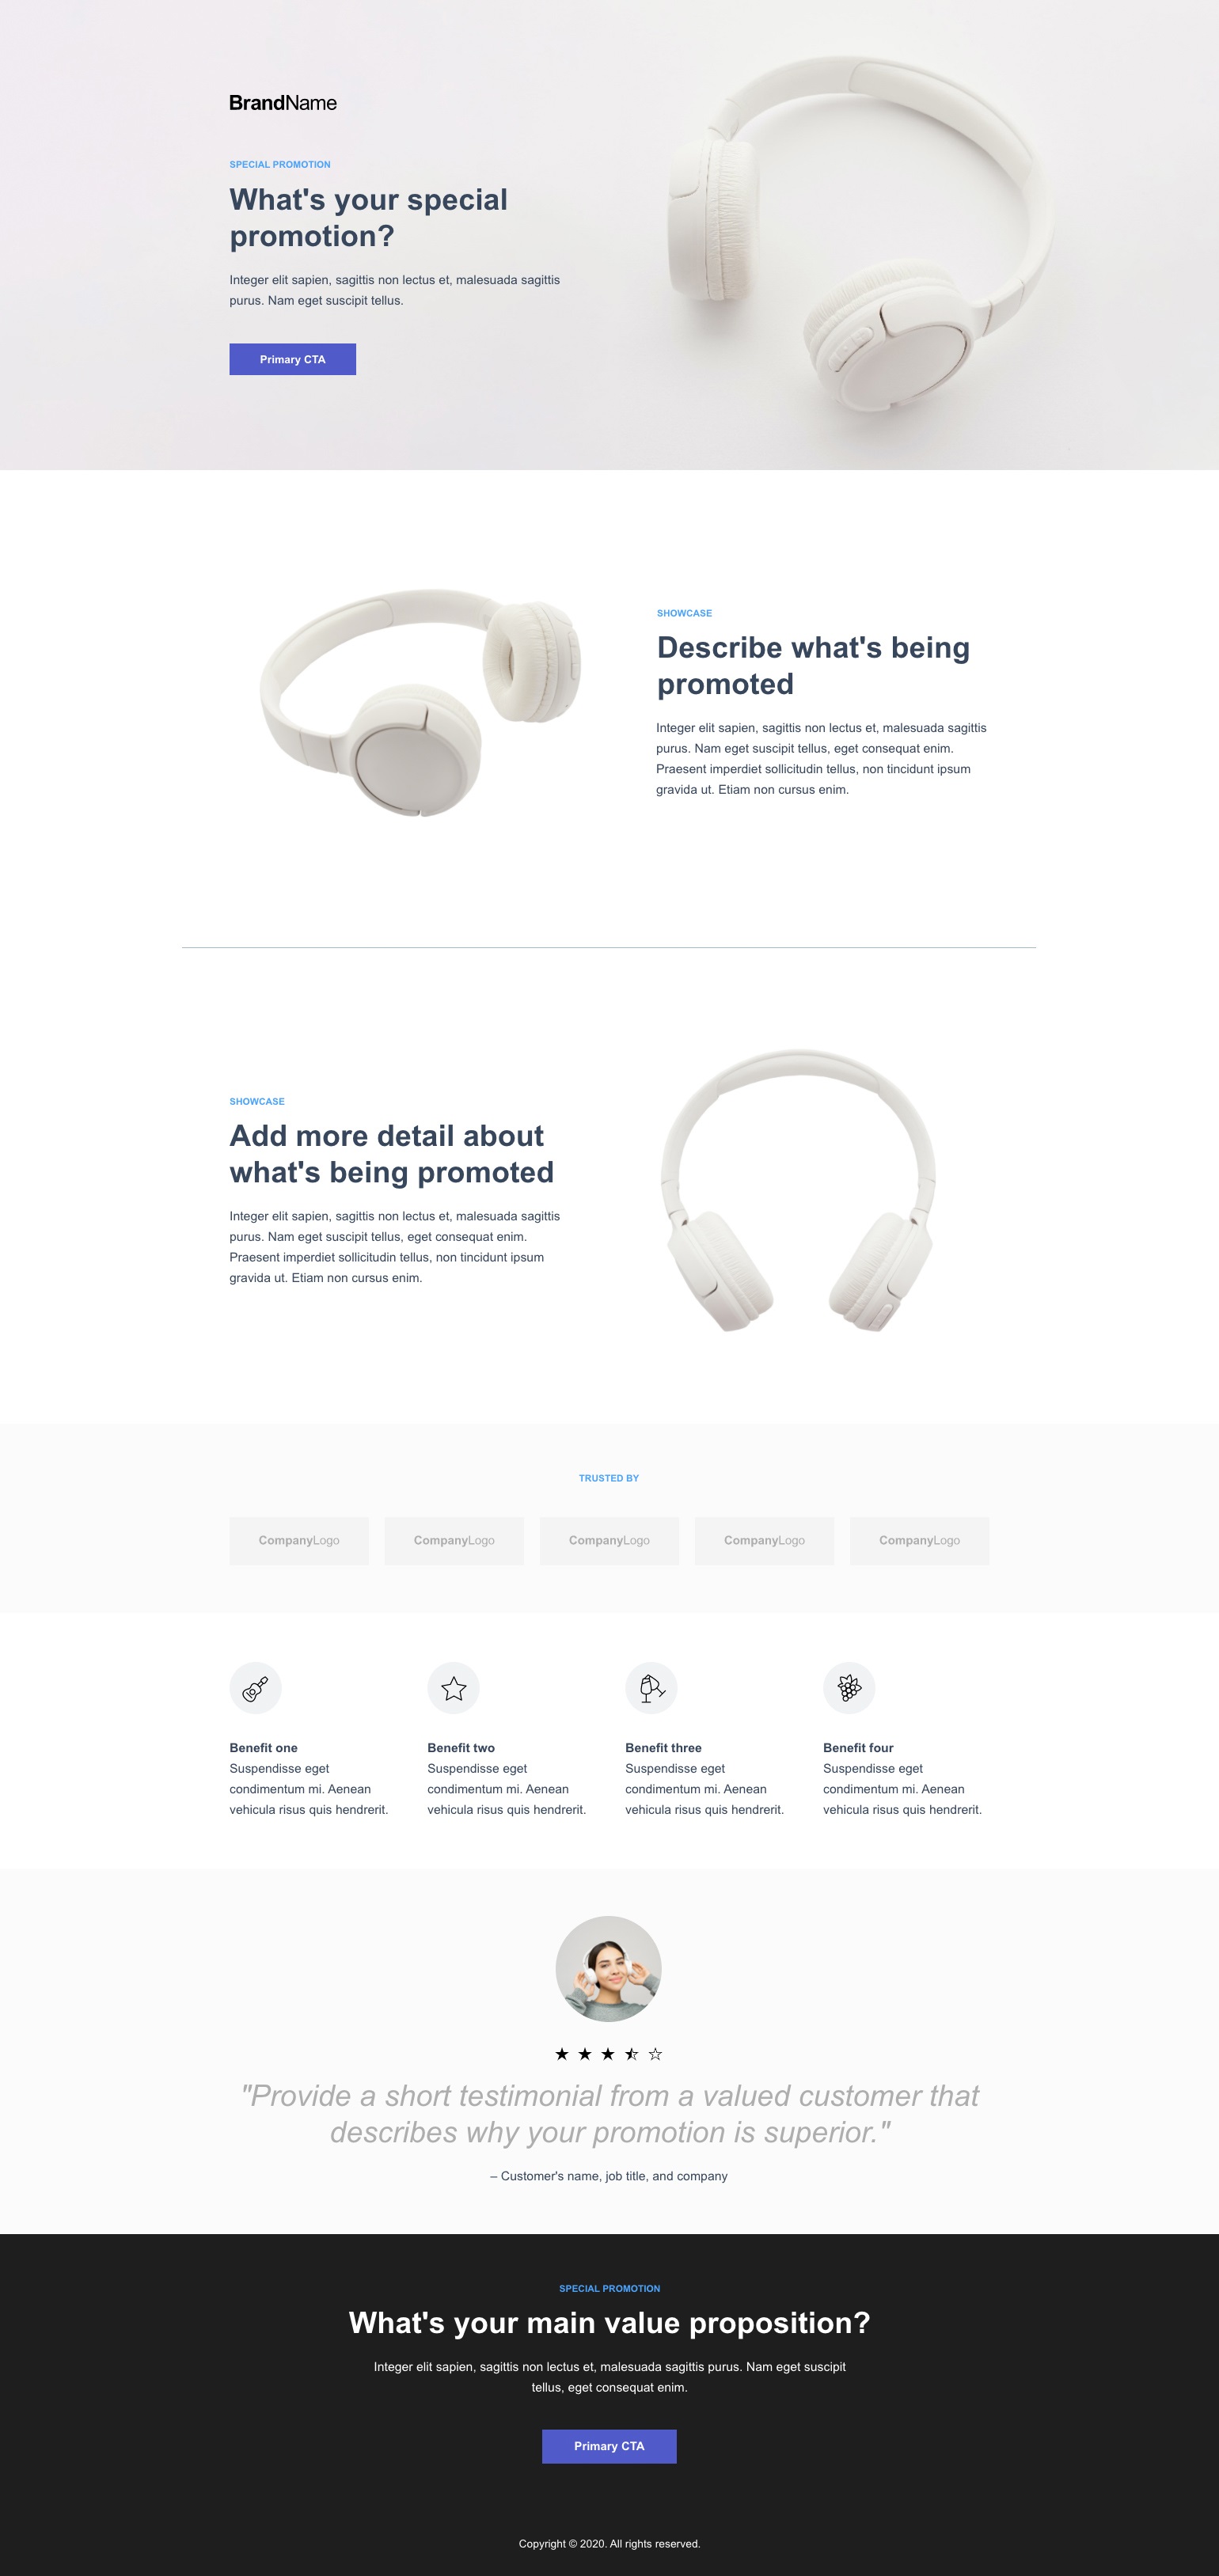 BrandName
SPECIAL PROMOTION
What's your special
promotion?
Integer elit sapien, sagittis non lectus et, malesuada sagittis
purus. Nam eget suscipit tellus.
Primary CTA
SHOWCASE
Describe what's being
promoted
Integer elit sapien, sagittis non lectus et, malesuada sagittis
purus. Nam eget suscipit tellus, eget consequat enim.
Praesent imperdiet sollicitudin tellus, non tincidunt ipsum
gravida ut. Etiam non cursus enim.
SHOWCASE
Add more detail about
what's being promoted
Integer elit sapien, sagittis non lectus et, malesuada sagittis
purus. Nam eget suscipit tellus, eget consequat enim.
Praesent imperdiet sollicitudin tellus, non tincidunt ipsum
gravida ut. Etiam non cursus enim.
TRUSTED BY
CompanyLogo CompanyLogo CompanyLogo CompanyLogo CompanyLogo
Benefit one
Suspendisse eget
condimentum mi. Aenean
vehicula risus quis hendrerit.
Benefit two
Suspendisse eget
condimentum mi. Aenean
vehicula risus quis hendrerit.
Benefit three
Suspendisse eget
condimentum mi. Aenean
vehicula risus quis hendrerit.
Benefit four
Suspendisse eget
condimentum mi. Aenean
vehicula risus quis hendrerit.
"Provide a short testimonial from a valued customer that
describes why your promotion is superior."
– Customer's name, job title, and company
SPECIAL PROMOTION
What's your main value proposition?
Integer elit sapien, sagittis non lectus et, malesuada sagittis purus. Nam eget suscipit
tellus, eget consequat enim.
Primary CTA
Copyright © 2020. All rights reserved.